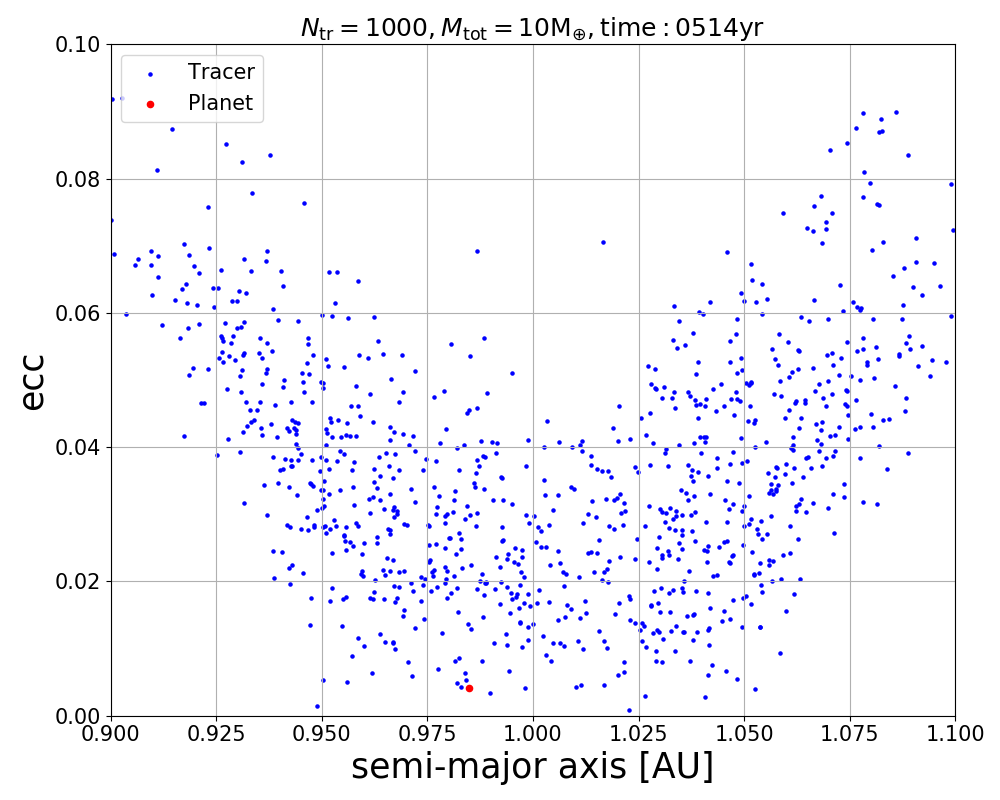 N_tr = 1000, M_tot = 10M_⊕, time : 0514yr
Tracer
Planet
ecc
0.10
0.08
0.06
0.04
0.02
0.00
0.900 0.925 0.950 0.975 1.000 1.025 1.050 1.075 1.100
semi-major axis [AU]